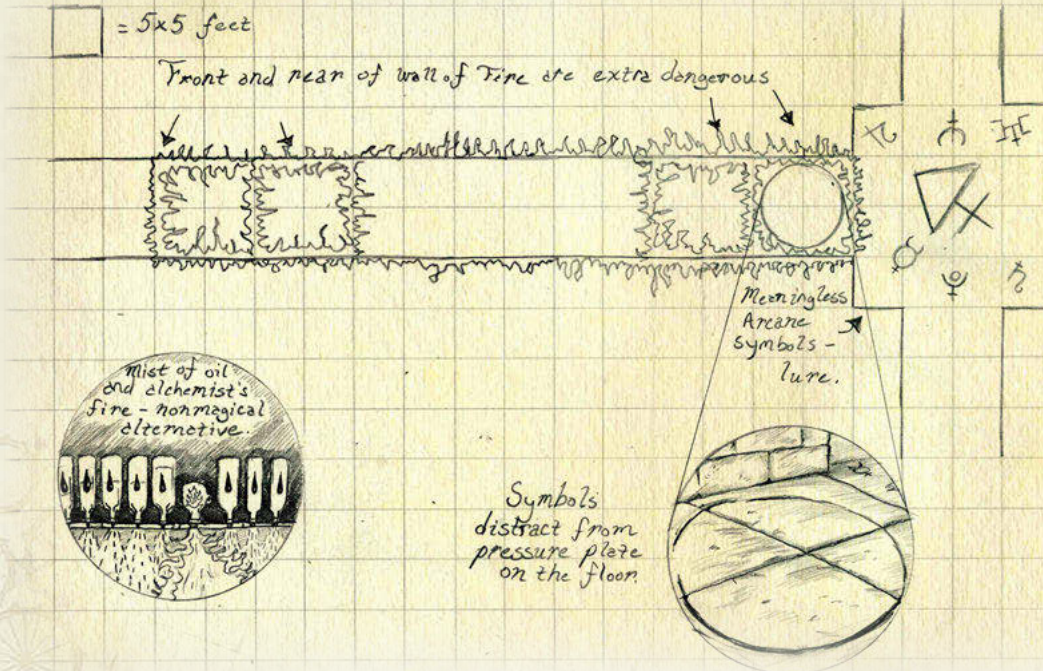 = 5x5 feet
Front and rear of wall of Fire are extra dangerous
Meaningless
Arcane
symbols -
lure.
Mist of oil
and alchemist's
fire - nonmagical
alternative.
Symbols
distract from
pressure plate
on the floor.